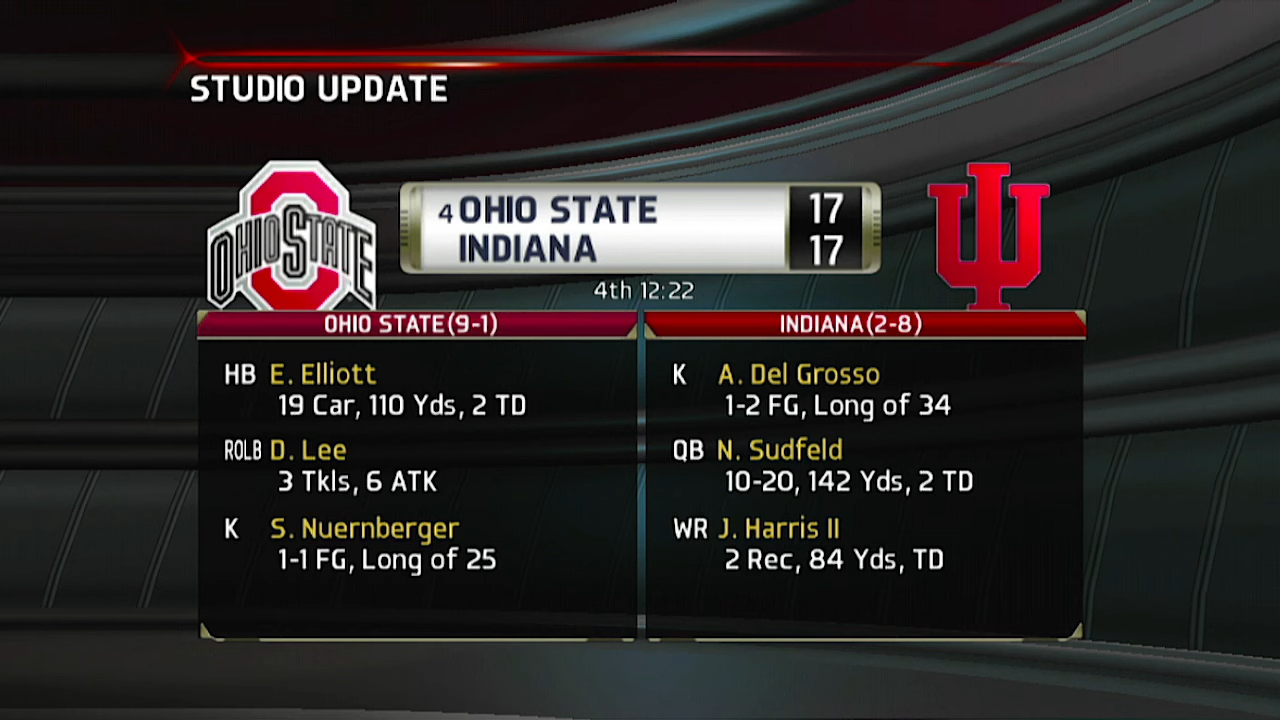 STUDIO UPDATE
OHIO STATE
4 OHIO STATE 17
INDIANA 17
4th 12:22
OHIO STATE(9-1)
HB E. Elliott
19 Car, 110 Yds, 2 TD
ROLB D. Lee
3 Tkls, 6 ATK
K S. Nuernberger
1-1 FG, Long of 25
INDIANA(2-8)
K A. Del Grosso
1-2 FG, Long of 34
QB N. Sudfeld
10-20, 142 Yds, 2 TD
WR J. Harris II
2 Rec, 84 Yds, TD